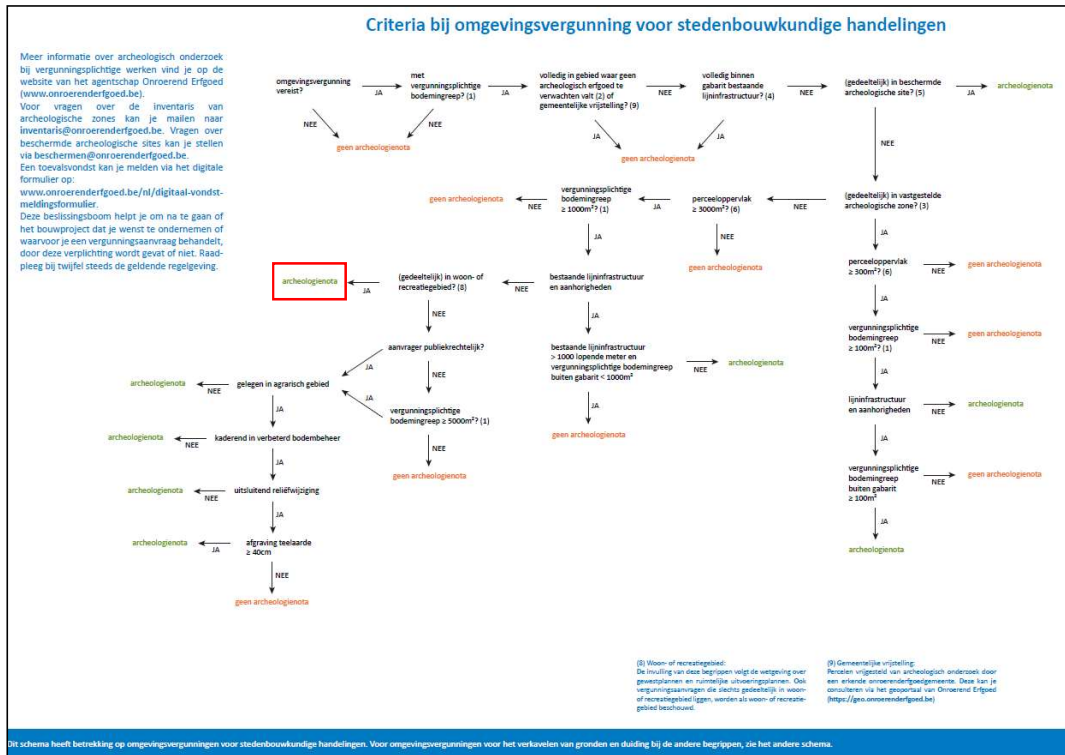 Criteria bij omgevingsvergunning voor stedenbouwkundige handelingen
Meer informatie over archeologisch onderzoek
bij vergunningsplichtige werken vind je op de
website van het agentschap Onroerend Erfgoed
(www.onroerenderfgoed.be).
Voor vragen over de inventaris van
archeologische zones kan je mailen naar
inventaris@onroerenderfgoed.be. Vragen over
beschermde archeologische sites kan je stellen
via beschermen@onroerenderfgoed.be.
Een toevalsvondst kan je melden via het digitale
formulier op:
www.onroerenderfgoed.be/nl/digitaal-vondst-
meldingsformulier.
Deze beslissingsboom helpt je om na te gaan of
het bouwproject dat je wenst te ondernemen of
waarvoor je een vergunningsaanvraag behandelt,
door deze verplichting wordt gevat of niet. Raad-
pleeg bij twijfel steeds de geldende regelgeving.
omgevingsvergunning
vereist?
JA
NEE
met
vergunningsplichtige
bodemingreep? (1)
JA
NEE
geen archeologienota
volledig in gebied waar geen
archeologisch erfgoed te
verwachten valt (2) of
gemeentelijke vrijstelling? (9)
NEE
JA
volledig binnen
gabarit bestaande
lijninfrastructuur? (4)
NEE
JA
geen archeologienota
(gedeeltelijk) in beschermde
archeologische site? (5)
JA
archeologienota
NEE
(gedeeltelijk) in vastgestelde
archeologische zone? (3)
NEE
JA
perceeloppervlak
≥ 3000m²? (6)
JA
NEE
geen archeologienota
vergunningsplichtige
bodemingreep
≥ 1000m²? (1)
NEE
geen archeologienota
JA
perceeloppervlak
≥ 300m²? (6)
NEE
geen archeologienota
JA
bestaande lijninfrastructuur
en aanhorigheden
NEE
JA
(gedeeltelijk) in woon- of
recreatiegebied? (8)
JA
archeologienota
NEE
vergunningsplichtige
bodemingreep
≥ 100m²? (1)
NEE
geen archeologienota
JA
aanvrager publiekrechtelijk?
JA
NEE
bestaande lijninfrastructuur
> 1000 lopende meter en
vergunningsplichtige bodemingreep
buiten gabarit < 1000m²
NEE
archeologienota
JA
geen archeologienota
gelegen in agrarisch gebied
NEE
archeologienota
JA
vergunningsplichtige
bodemingreep ≥ 5000m²? (1)
JA
NEE
geen archeologienota
lijninfrastructuur
en aanhorigheden
NEE
archeologienota
JA
kaderend in verbeterd bodembeheer
NEE
archeologienota
JA
vergunningsplichtige
bodemingreep
buiten gabarit
≥ 100m²
NEE
geen archeologienota
JA
archeologienota
uitsluitend reliëfwijziging
NEE
archeologienota
JA
afgraving teelaarde
≥ 40cm
JA
archeologienota
NEE
geen archeologienota
(8) Woon- of recreatiegebied:
De invulling van deze begrippen volgt de wetgeving over
gewestplannen en ruimtelijke uitvoeringsplannen. Ook
vergunningsaanvragen die slechts gedeeltelijk in woon-
of recreatiegebied liggen, worden als woon- of recreatie-
gebied beschouwd.
(9) Gemeentelijke vrijstelling:
Percelen vrijgesteld van archeologisch onderzoek door
een erkende onroerenderfgoedgemeente. Deze kan je
consulteren via het geoportaal van Onroerend Erfgoed
(https://geo.onroerenderfgoed.be)
Dit schema heeft betrekking op omgevingsvergunningen voor stedenbouwkundige handelingen. Voor omgevingsvergunningen voor het verkavelen van gronden en duiding bij de andere begrippen, zie het andere schema.